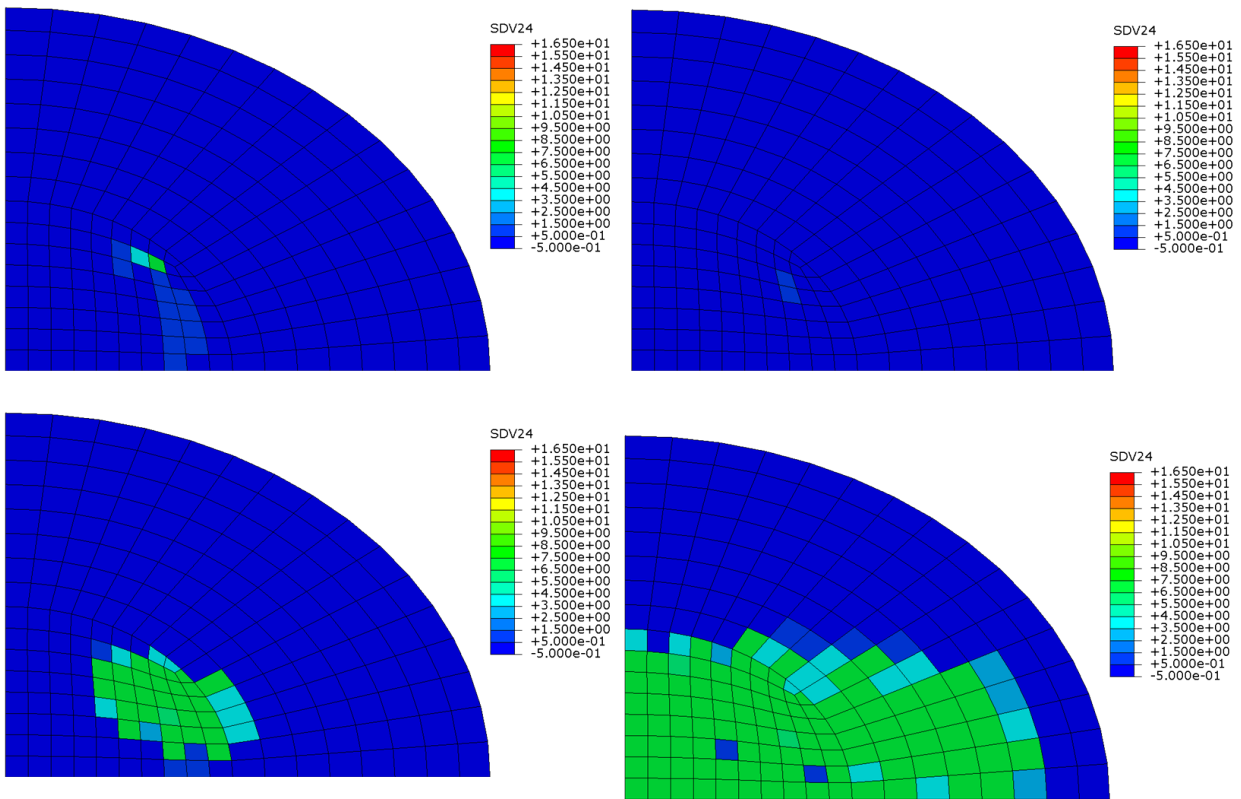 SDV24
+1.650e+01
+1.550e+01
+1.450e+01
+1.350e+01
+1.250e+01
+1.150e+01
+1.050e+01
+9.500e+00
+8.500e+00
+7.500e+00
+6.500e+00
+5.500e+00
+4.500e+00
+3.500e+00
+2.500e+00
+1.500e+00
+5.000e-01
-5.000e-01
SDV24
+1.650e+01
+1.550e+01
+1.450e+01
+1.350e+01
+1.250e+01
+1.150e+01
+1.050e+01
+9.500e+00
+8.500e+00
+7.500e+00
+6.500e+00
+5.500e+00
+4.500e+00
+3.500e+00
+2.500e+00
+1.500e+00
+5.000e-01
-5.000e-01
SDV24
+1.650e+01
+1.550e+01
+1.450e+01
+1.350e+01
+1.250e+01
+1.150e+01
+1.050e+01
+9.500e+00
+8.500e+00
+7.500e+00
+6.500e+00
+5.500e+00
+4.500e+00
+3.500e+00
+2.500e+00
+1.500e+00
+5.000e-01
-5.000e-01
SDV24
+1.650e+01
+1.550e+01
+1.450e+01
+1.350e+01
+1.250e+01
+1.150e+01
+1.050e+01
+9.500e+00
+8.500e+00
+7.500e+00
+6.500e+00
+5.500e+00
+4.500e+00
+3.500e+00
+2.500e+00
+1.500e+00
+5.000e-01
-5.000e-01